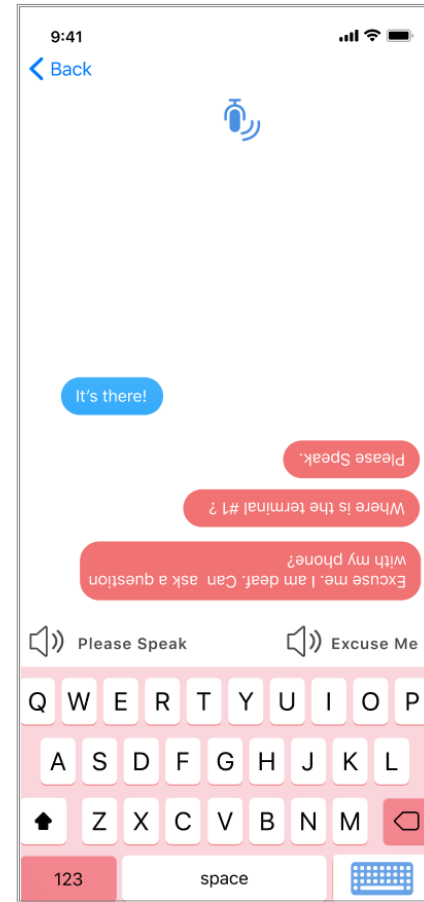 9:41
Back
It's there!
Please Speak.
Where is the terminal #1 ?
Excuse me. I am deaf. Can ask a question
with my phone?
Please Speak
Excuse Me
Q W E R T Y U I O P
A S D F G H J K L
Z X C V B N M
123 space